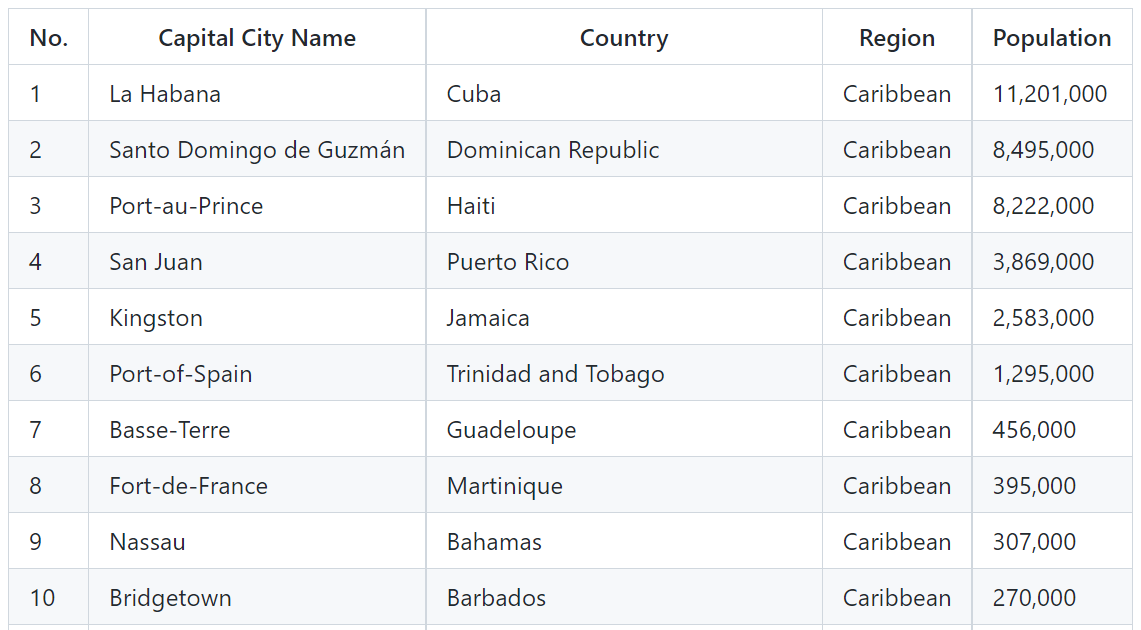 No. Capital City Name Country Region Population
1 La Habana Cuba Caribbean 11,201,000
2 Santo Domingo de Guzmán Dominican Republic Caribbean 8,495,000
3 Port-au-Prince Haiti Caribbean 8,222,000
4 San Juan Puerto Rico Caribbean 3,869,000
5 Kingston Jamaica Caribbean 2,583,000
6 Port-of-Spain Trinidad and Tobago Caribbean 1,295,000
7 Basse-Terre Guadeloupe Caribbean 456,000
8 Fort-de-France Martinique Caribbean 395,000
9 Nassau Bahamas Caribbean 307,000
10 Bridgetown Barbados Caribbean 270,000